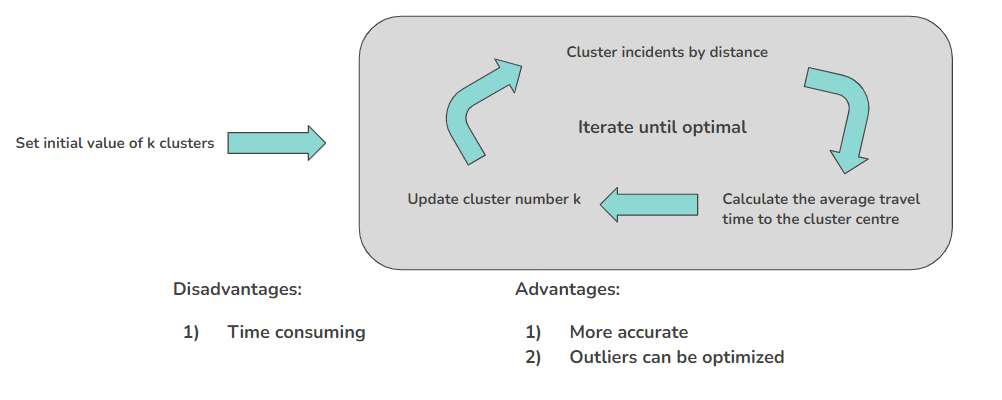 Cluster incidents by distance
Iterate until optimal
Set initial value of k clusters
Update cluster number k
Calculate the average travel
time to the cluster centre
Disadvantages:
1) Time consuming
Advantages:
1) More accurate
2) Outliers can be optimized